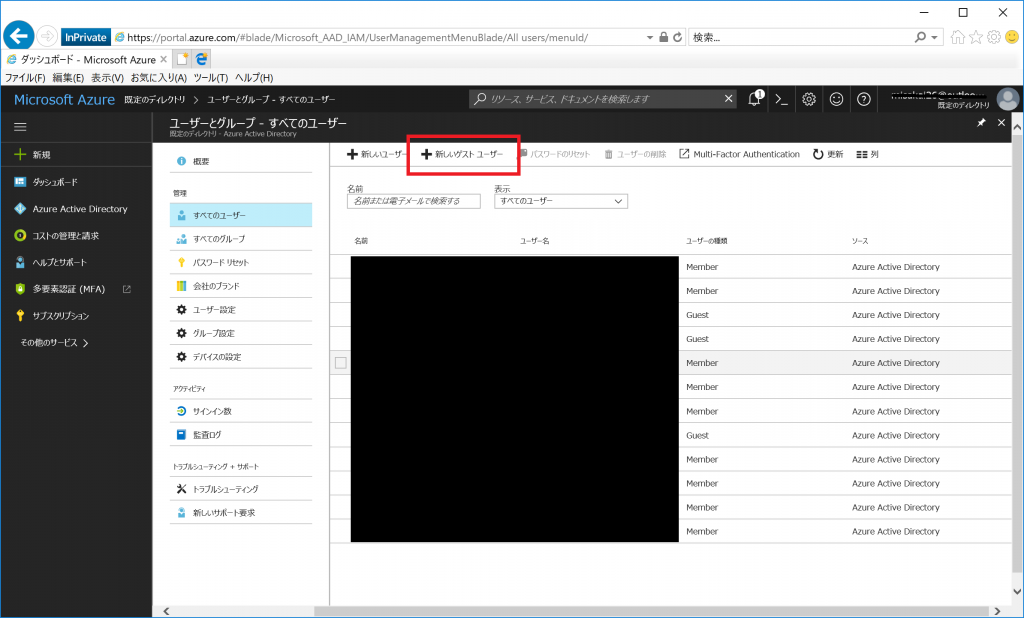 InPrivate https://portal.azure.com/#blade/Microsoft_AAD_IAM/UserManagementMenuBlade/All users/menuId/ 検索...
ダッシュボード - Microsoft Azure
ファイル(F) 編集(E) 表示(V) お気に入り(A) ツール(T) ヘルプ(H)
Microsoft Azure 既定のディレクトリ > ユーザーとグループ - すべてのユーザー リソース、サービス、ドキュメントを検索します 1
既定のディレクトリ
ユーザーとグループ - すべてのユーザー
既定のディレクトリ - Azure Active Directory
新規
ダッシュボード
Azure Active Directory
コストの管理と請求
ヘルプとサポート
多要素認証 (MFA)
サブスクリプション
その他のサービス >
概要
管理
すべてのユーザー
すべてのグループ
パスワード リセット
会社のブランド
ユーザー設定
グループ設定
デバイスの設定
アクティビティ
サインイン数
監査ログ
トラブルシューティング + サポート
トラブルシューティング
新しいサポート要求
+ 新しいユーザー + 新しいゲスト ユーザー パスワードのリセット ユーザーの削除 Multi-Factor Authentication 更新 列
名前 表示
名前または電子メールで検索する すべてのユーザー
名前 ユーザー名 ユーザーの種類 ソース
Member Azure Active Directory
Member Azure Active Directory
Guest Azure Active Directory
Guest Azure Active Directory
Member Azure Active Directory
Member Azure Active Directory
Member Azure Active Directory
Guest Azure Active Directory
Member Azure Active Directory
Member Azure Active Directory
Member Azure Active Directory
Member Azure Active Directory